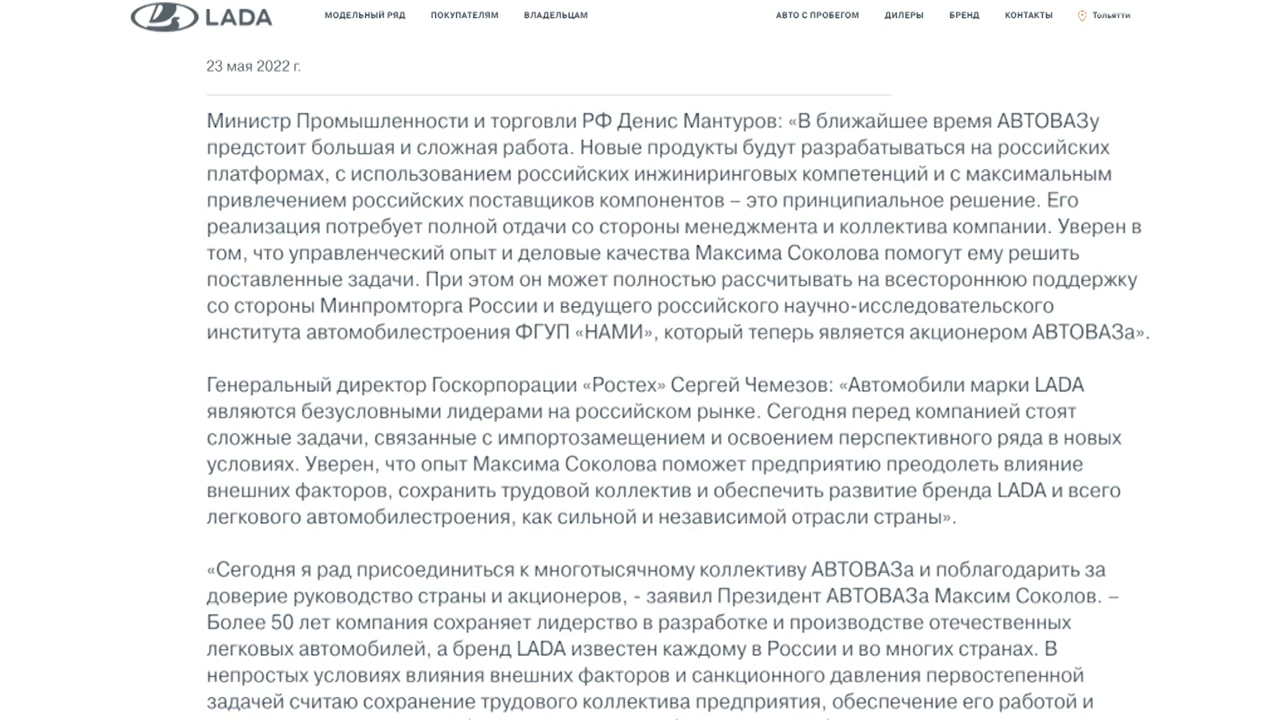 LADA МОДЕЛЬНЫЙ РЯД ПОКУПАТЕЛЯМ ВЛАДЕЛЬЦАМ АВТО С ПРОБЕГОМ ДИЛЕРЫ БРЕНД КОНТАКТЫ Тольятти
23 мая 2022 г.
Министр Промышленности и торговли РФ Денис Мантуров: «В ближайшее время АВТОВАЗу
предстоит большая и сложная работа. Новые продукты будут разрабатываться на российских
платформах, с использованием российских инжиниринговых компетенций и с максимальным
привлечением российских поставщиков компонентов – это принципиальное решение. Его
реализация потребует полной отдачи со стороны менеджмента и коллектива компании. Уверен в
том, что управленческий опыт и деловые качества Максима Соколова помогут ему решить
поставленные задачи. При этом он может полностью рассчитывать на всестороннюю поддержку
со стороны Минпромторга России и ведущего российского научно-исследовательского
института автомобилестроения ФГУП «НАМИ», который теперь является акционером АВТОВАЗа».
Генеральный директор Госкорпорации «Ростех» Сергей Чемезов: «Автомобили марки LADA
являются безусловными лидерами на российском рынке. Сегодня перед компанией стоят
сложные задачи, связанные с импортозамещением и освоением перспективного ряда в новых
условиях. Уверен, что опыт Максима Соколова поможет предприятию преодолеть влияние
внешних факторов, сохранить трудовой коллектив и обеспечить развитие бренда LADA и всего
легкового автомобилестроения, как сильной и независимой отрасли страны».
«Сегодня я рад присоединиться к многотысячному коллективу АВТОВАЗа и поблагодарить за
доверие руководство страны и акционеров, - заявил Президент АВТОВАЗа Максим Соколов. –
Более 50 лет компания сохраняет лидерство в разработке и производстве отечественных
легковых автомобилей, а бренд LADA известен каждому в России и во многих странах. В
непростых условиях влияния внешних факторов и санкционного давления первостепенной
задачей считаю сохранение трудового коллектива предприятия, обеспечение его работой и